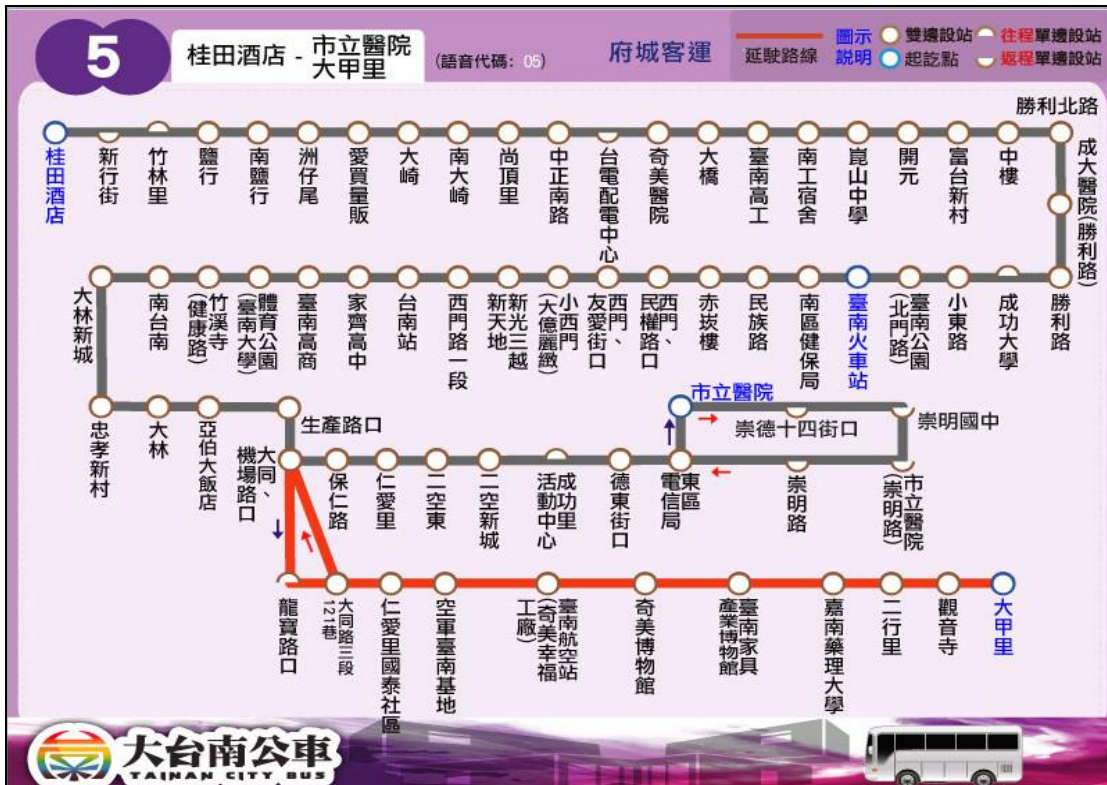 5
桂田酒店 - 市立醫院
大甲里
(語音代碼：05)
府城客運
延駛路線
圖示
說明
雙邊設站
往程單邊設站
起訖點
返程單邊設站
勝利北路
桂田酒店
新行街
竹林里
鹽行
南鹽行
洲仔尾
愛買量販
大崎
南大崎
尚頂里
中正南路
台電配電中心
奇美醫院
大橋
臺南高工
南工宿舍
崑山中學
開元
富台新村
中樓
成大醫院(勝利路)
大林新城
南台南
竹溪寺
(健康路)
體育公園
(臺南大學)
臺南高商
家齊高中
台南站
西門路一段
新光三越
新天地
小西門
(大億麗緻)
西門、
友愛街口
西門、
民權路口
赤崁樓
民族路
南區健保局
臺南火車站
臺南公園
(北門路)
小東路
成功大學
勝利路
忠孝新村
大林
亞伯大飯店
生產路口
大同、
機場路口
保仁路
仁愛里
二空東
二空新城
成功里
活動中心
德東街口
東區
電信局
市立醫院
崇德十四街口
崇明國中
崇明路
市立醫院
(崇明路)
龍寶路口
大同路三段
121巷
仁愛里國泰社區
空軍臺南基地
臺南航空站
(奇美幸福
工廠)
奇美博物館
臺南家具
產業博物館
嘉南藥理大學
二行里
觀音寺
大甲里
大台南公車
TAINAN CITY BUS